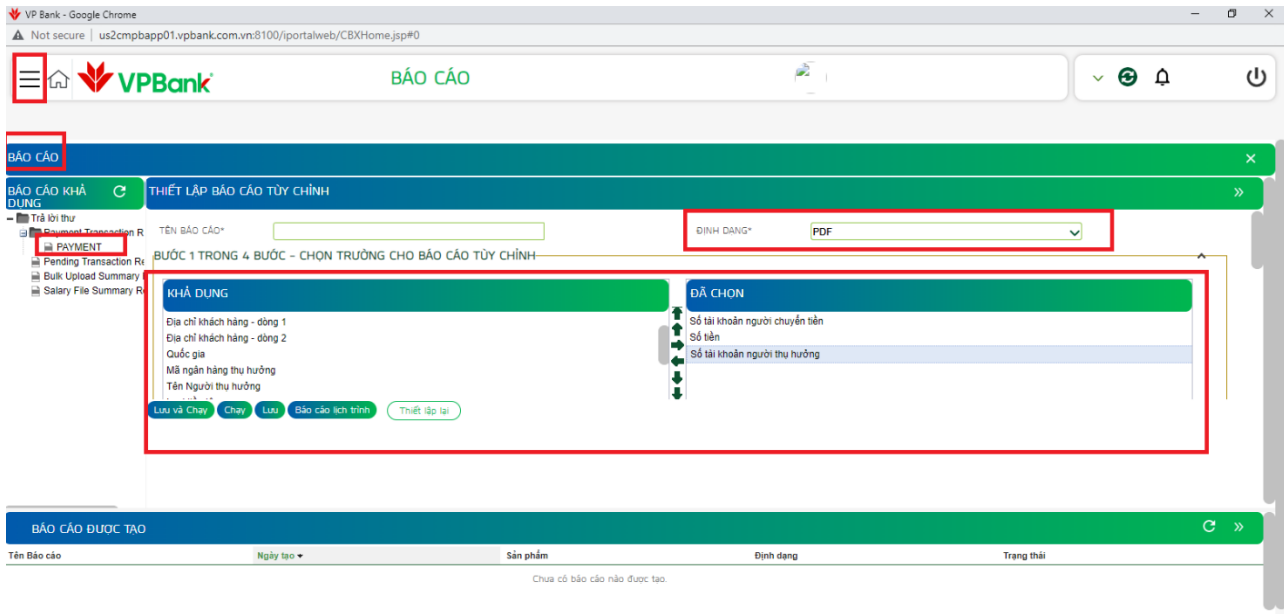 VP Bank - Google Chrome
Not secure | us2cmpbapp01.vpbank.com.vn:8100/iportalweb/CBXHome.jsp#0
VPBank
BÁO CÁO
BÁO CÁO
BÁO CÁO KHẢ DỤNG
THIẾT LẬP BÁO CÁO TÙY CHỈNH
Trả lời thư
Payment Transaction R
PAYMENT
Pending Transaction Re
Bulk Upload Summary
Salary File Summary R
TÊN BÁO CÁO*
ĐỊNH DẠNG*
PDF
BƯỚC 1 TRONG 4 BƯỚC - CHỌN TRƯỜNG CHO BÁO CÁO TÙY CHỈNH
KHẢ DỤNG
Địa chỉ khách hàng - dòng 1
Địa chỉ khách hàng - dòng 2
Quốc gia
Mã ngân hàng thụ hưởng
Tên Người thụ hưởng
ĐÃ CHỌN
Số tài khoản người chuyển tiền
Số tiền
Số tài khoản người thụ hưởng
Lưu và Chạy
Chạy
Lưu
Báo cáo lịch trình
Thiết lập lại
BÁO CÁO ĐƯỢC TẠO
Tên Báo cáo
Ngày tạo
Sản phẩm
Định dạng
Trạng thái
Chưa có báo cáo nào được tạo.